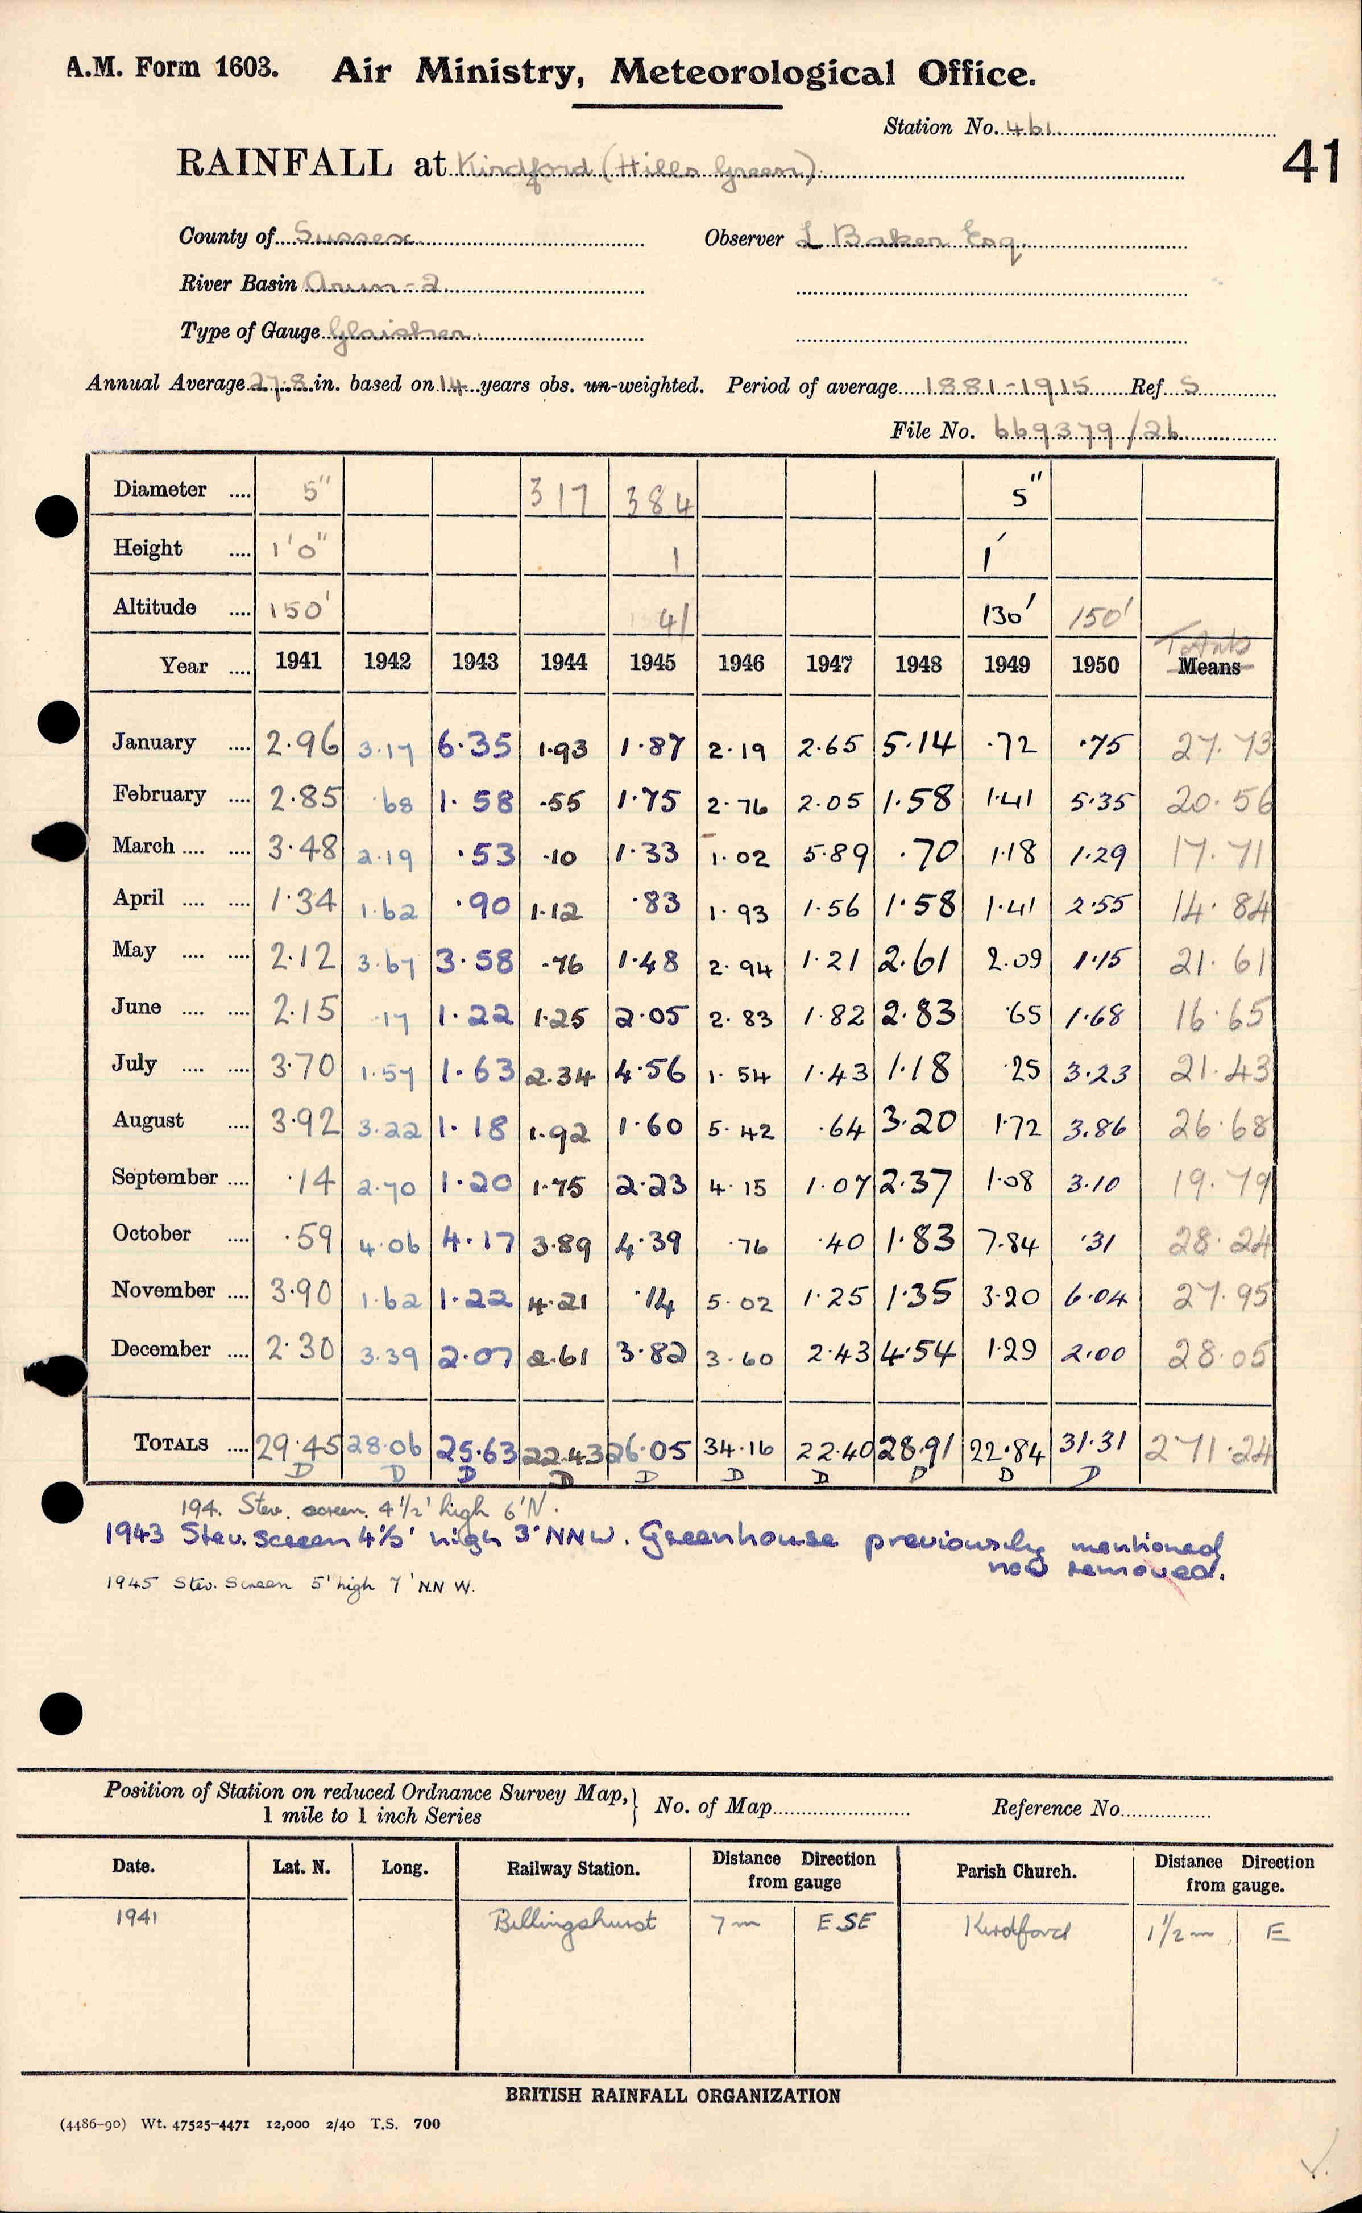 A.M. Form 1603. Air Ministry, Meteorological Office.
Station No. 461
41
RAINFALL at Kirdford (Hills Green)
County of Sussex Observer L Baker Esq.
River Basin Arun-2
Type of Gauge Glaisher
Annual Average 27.8 in. based on 14 years obs. un-weighted. Period of average 1881-1915 Ref. S
File No. 669379/26
Diameter .... 5" 317 384 5"
Height .... 1'0" 1 1'
Altitude .... 150' 41 130' 150'
Totals
Year .... 1941 1942 1943 1944 1945 1946 1947 1948 1949 1950 Means
January .... 2.96 3.17 6.35 1.93 1.87 2.19 2.65 5.14 .72 .75 27.73
February .... 2.85 .68 1.58 .55 1.75 2.76 2.05 1.58 1.41 5.35 20.56
March .... .... 3.48 2.19 .53 .10 1.33 1.02 5.89 .70 1.18 1.29 17.71
April .... .... 1.34 1.62 .90 1.12 .83 1.93 1.56 1.58 1.41 2.55 14.84
May .... .... 2.12 3.67 3.58 .76 1.48 2.94 1.21 2.61 2.09 1.15 21.61
June .... .... 2.15 .17 1.22 1.25 2.05 2.83 1.82 2.83 .65 1.68 16.65
July .... .... 3.70 1.57 1.63 2.34 4.56 1.54 1.43 1.18 .25 3.23 21.43
August .... 3.92 3.22 1.18 1.92 1.60 5.42 .64 3.20 1.72 3.86 26.68
September .... .14 2.70 1.20 1.75 2.23 4.15 1.07 2.37 1.08 3.10 19.79
October .... .59 4.06 4.17 3.89 4.39 .76 .40 1.83 7.84 .31 28.24
November .... 3.90 1.62 1.22 4.21 .14 5.02 1.25 1.35 3.20 6.04 27.95
December .... 2.30 3.39 2.07 2.61 3.82 3.60 2.43 4.54 1.29 2.00 28.05
TOTALS .... 29.45 28.06 25.63 22.43 26.05 34.16 22.40 28.91 22.84 31.31 271.24
D D D D D D D D D D
194. Stev. screen. 4 1/2' high 6'N.
1943 Stev. screen 4 1/3' high 3'NNW. Greenhouse previously mentioned
now removed.
1945 Stev. Screen 5' high 7' NNW.
Position of Station on reduced Ordnance Survey Map,} No. of Map Reference No.
1 mile to 1 inch Series
Date. Lat. N. Long. Railway Station. Distance Direction from gauge Parish Church. Distance Direction from gauge.
1941 Billingshurst 7m ESE Kirdford 1 1/2m E
BRITISH RAINFALL ORGANIZATION
(4486-90) Wt. 47525-4471 12,000 2/40 T.S. 700